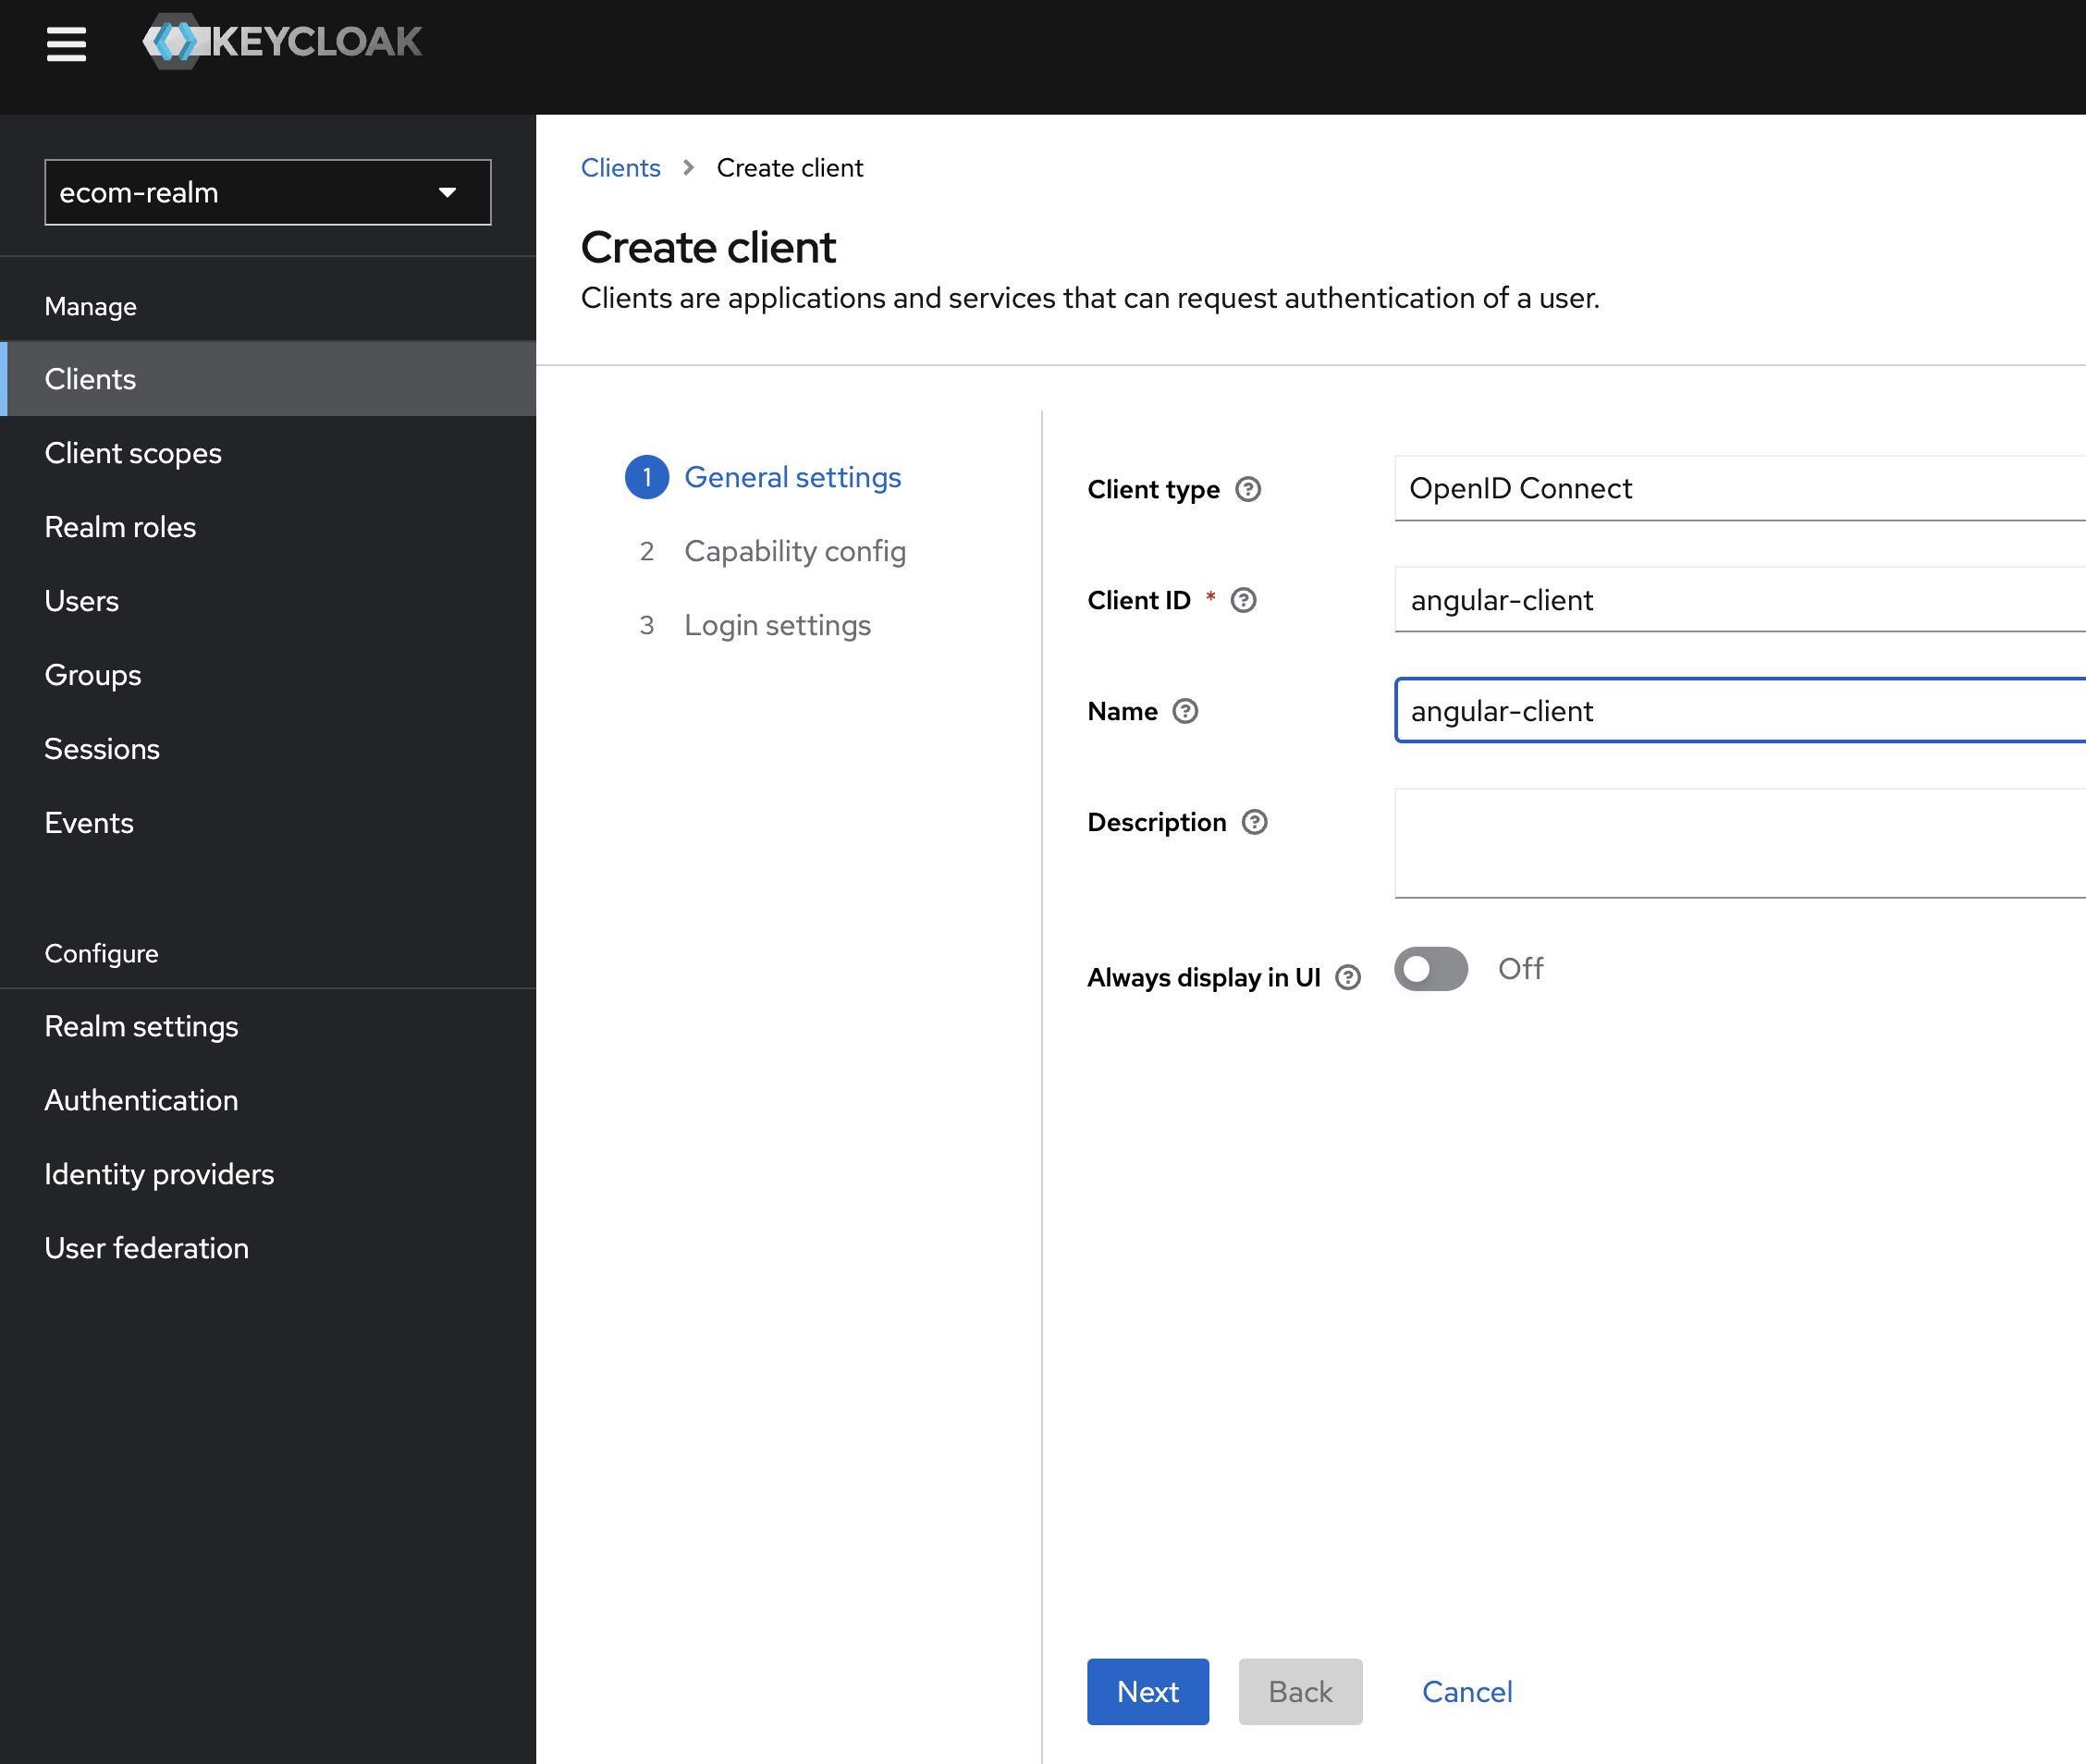 KEYCLOAK
ecom-realm
Manage
Clients
Client scopes
Realm roles
Users
Groups
Sessions
Events
Configure
Realm settings
Authentication
Identity providers
User federation
Clients > Create client
Create client
Clients are applications and services that can request authentication of a user.
1 General settings
2 Capability config
3 Login settings
Client type ? OpenID Connect
Client ID * ? angular-client
Name ? angular-client
Description ?
Always display in UI ? Off
Next Back Cancel